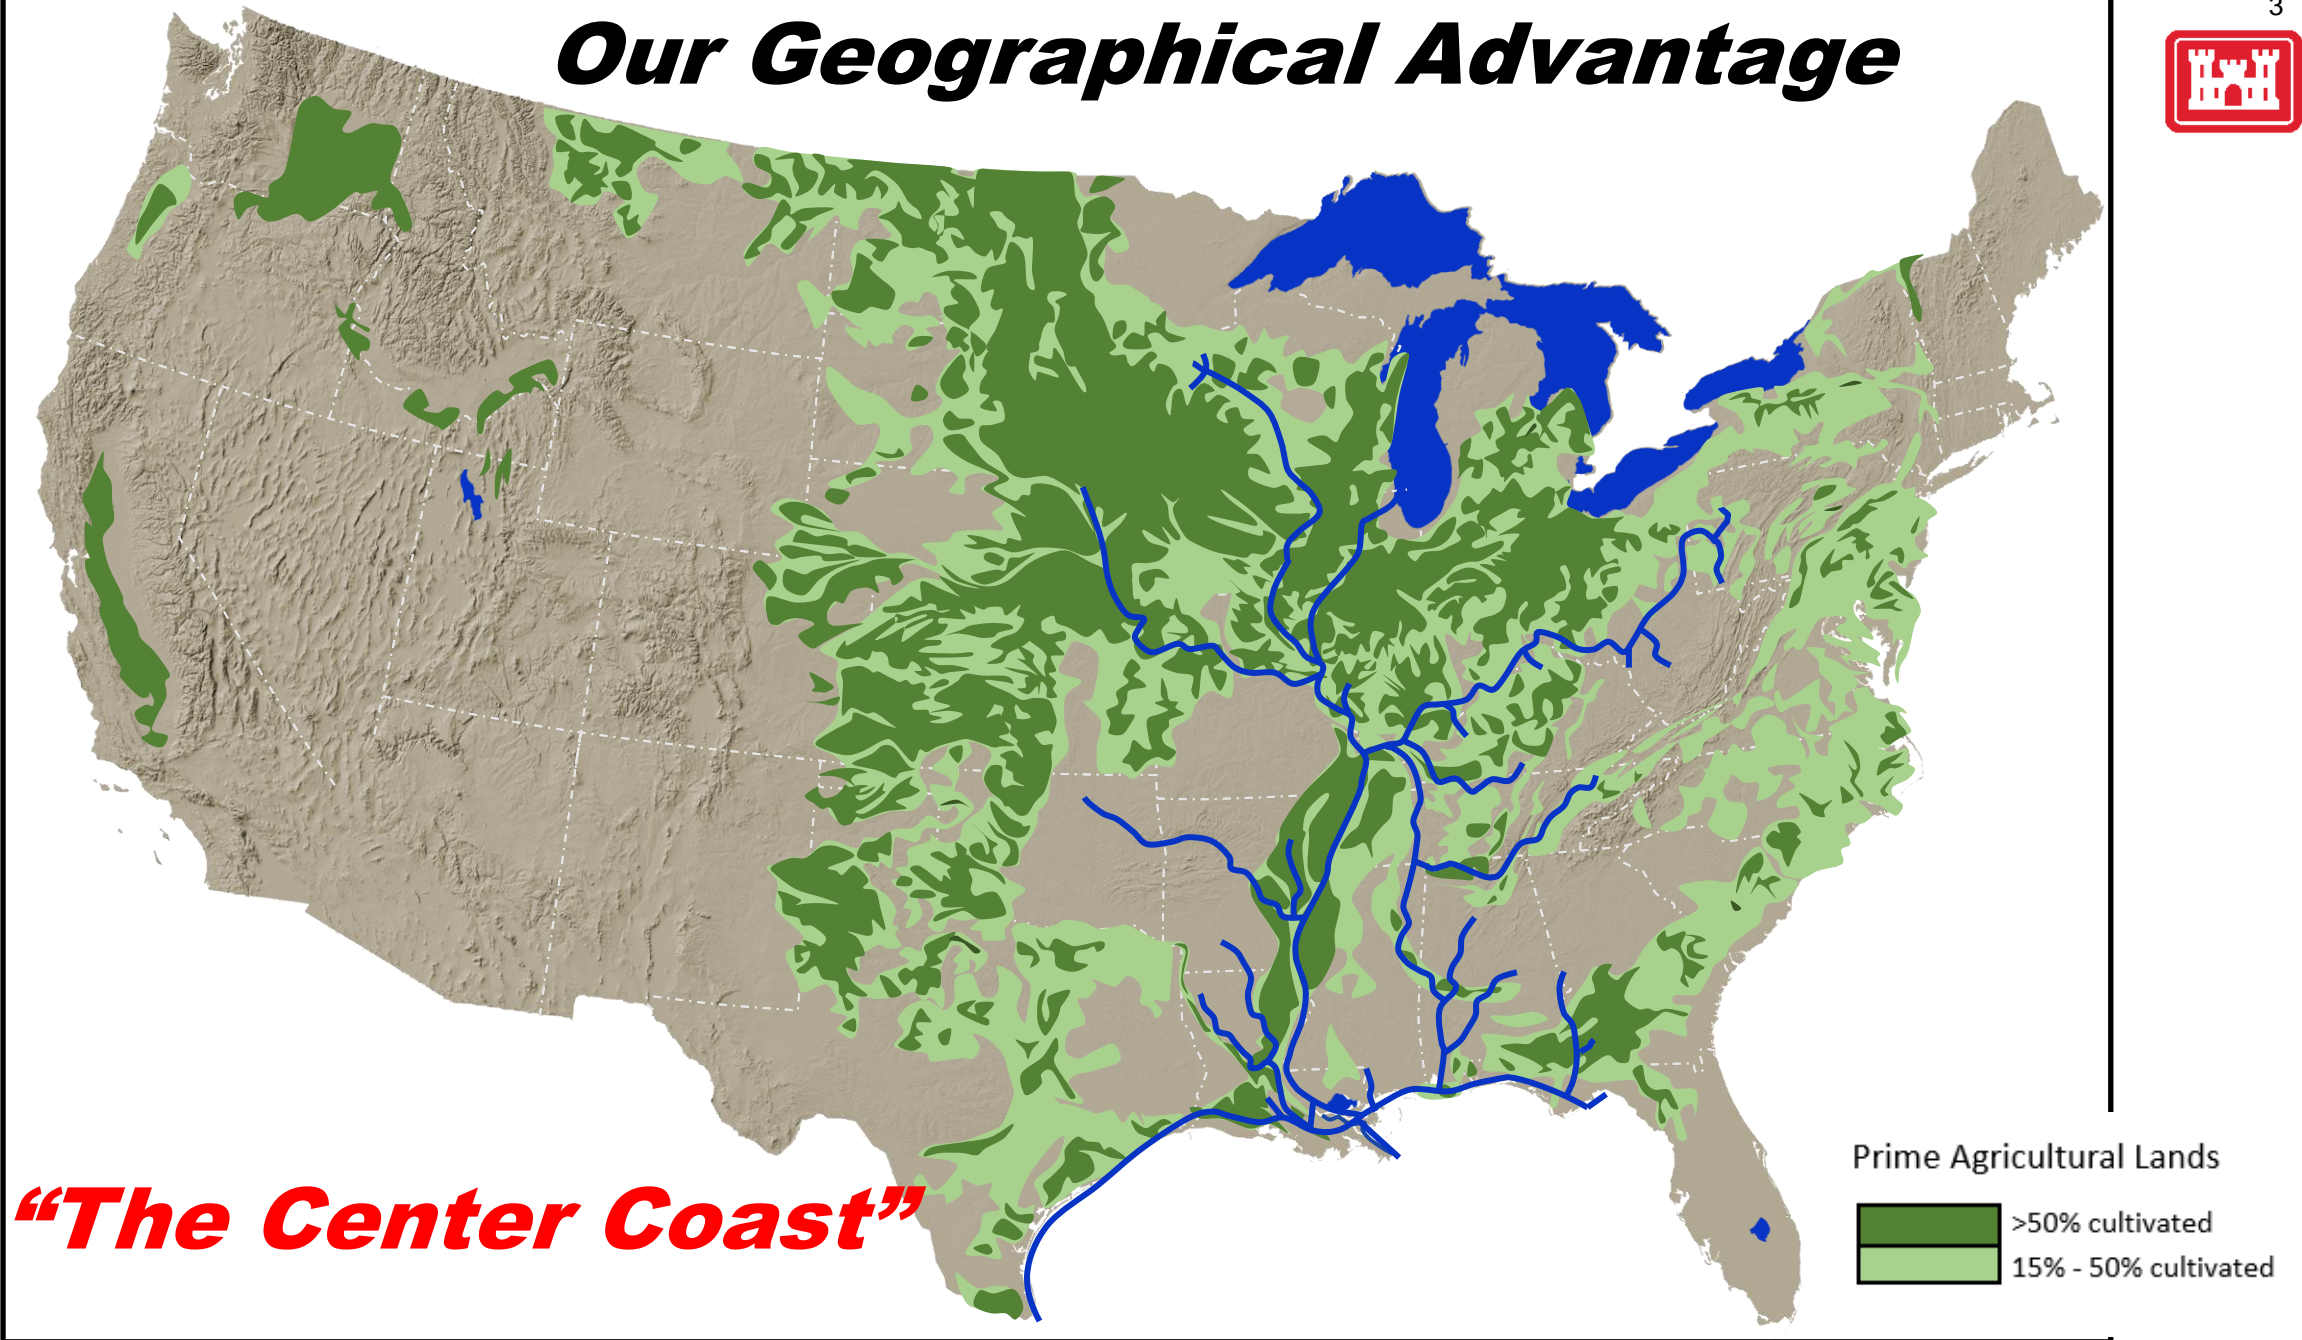 3
Our Geographical Advantage
“The Center Coast”
Prime Agricultural Lands
>50% cultivated
15% - 50% cultivated